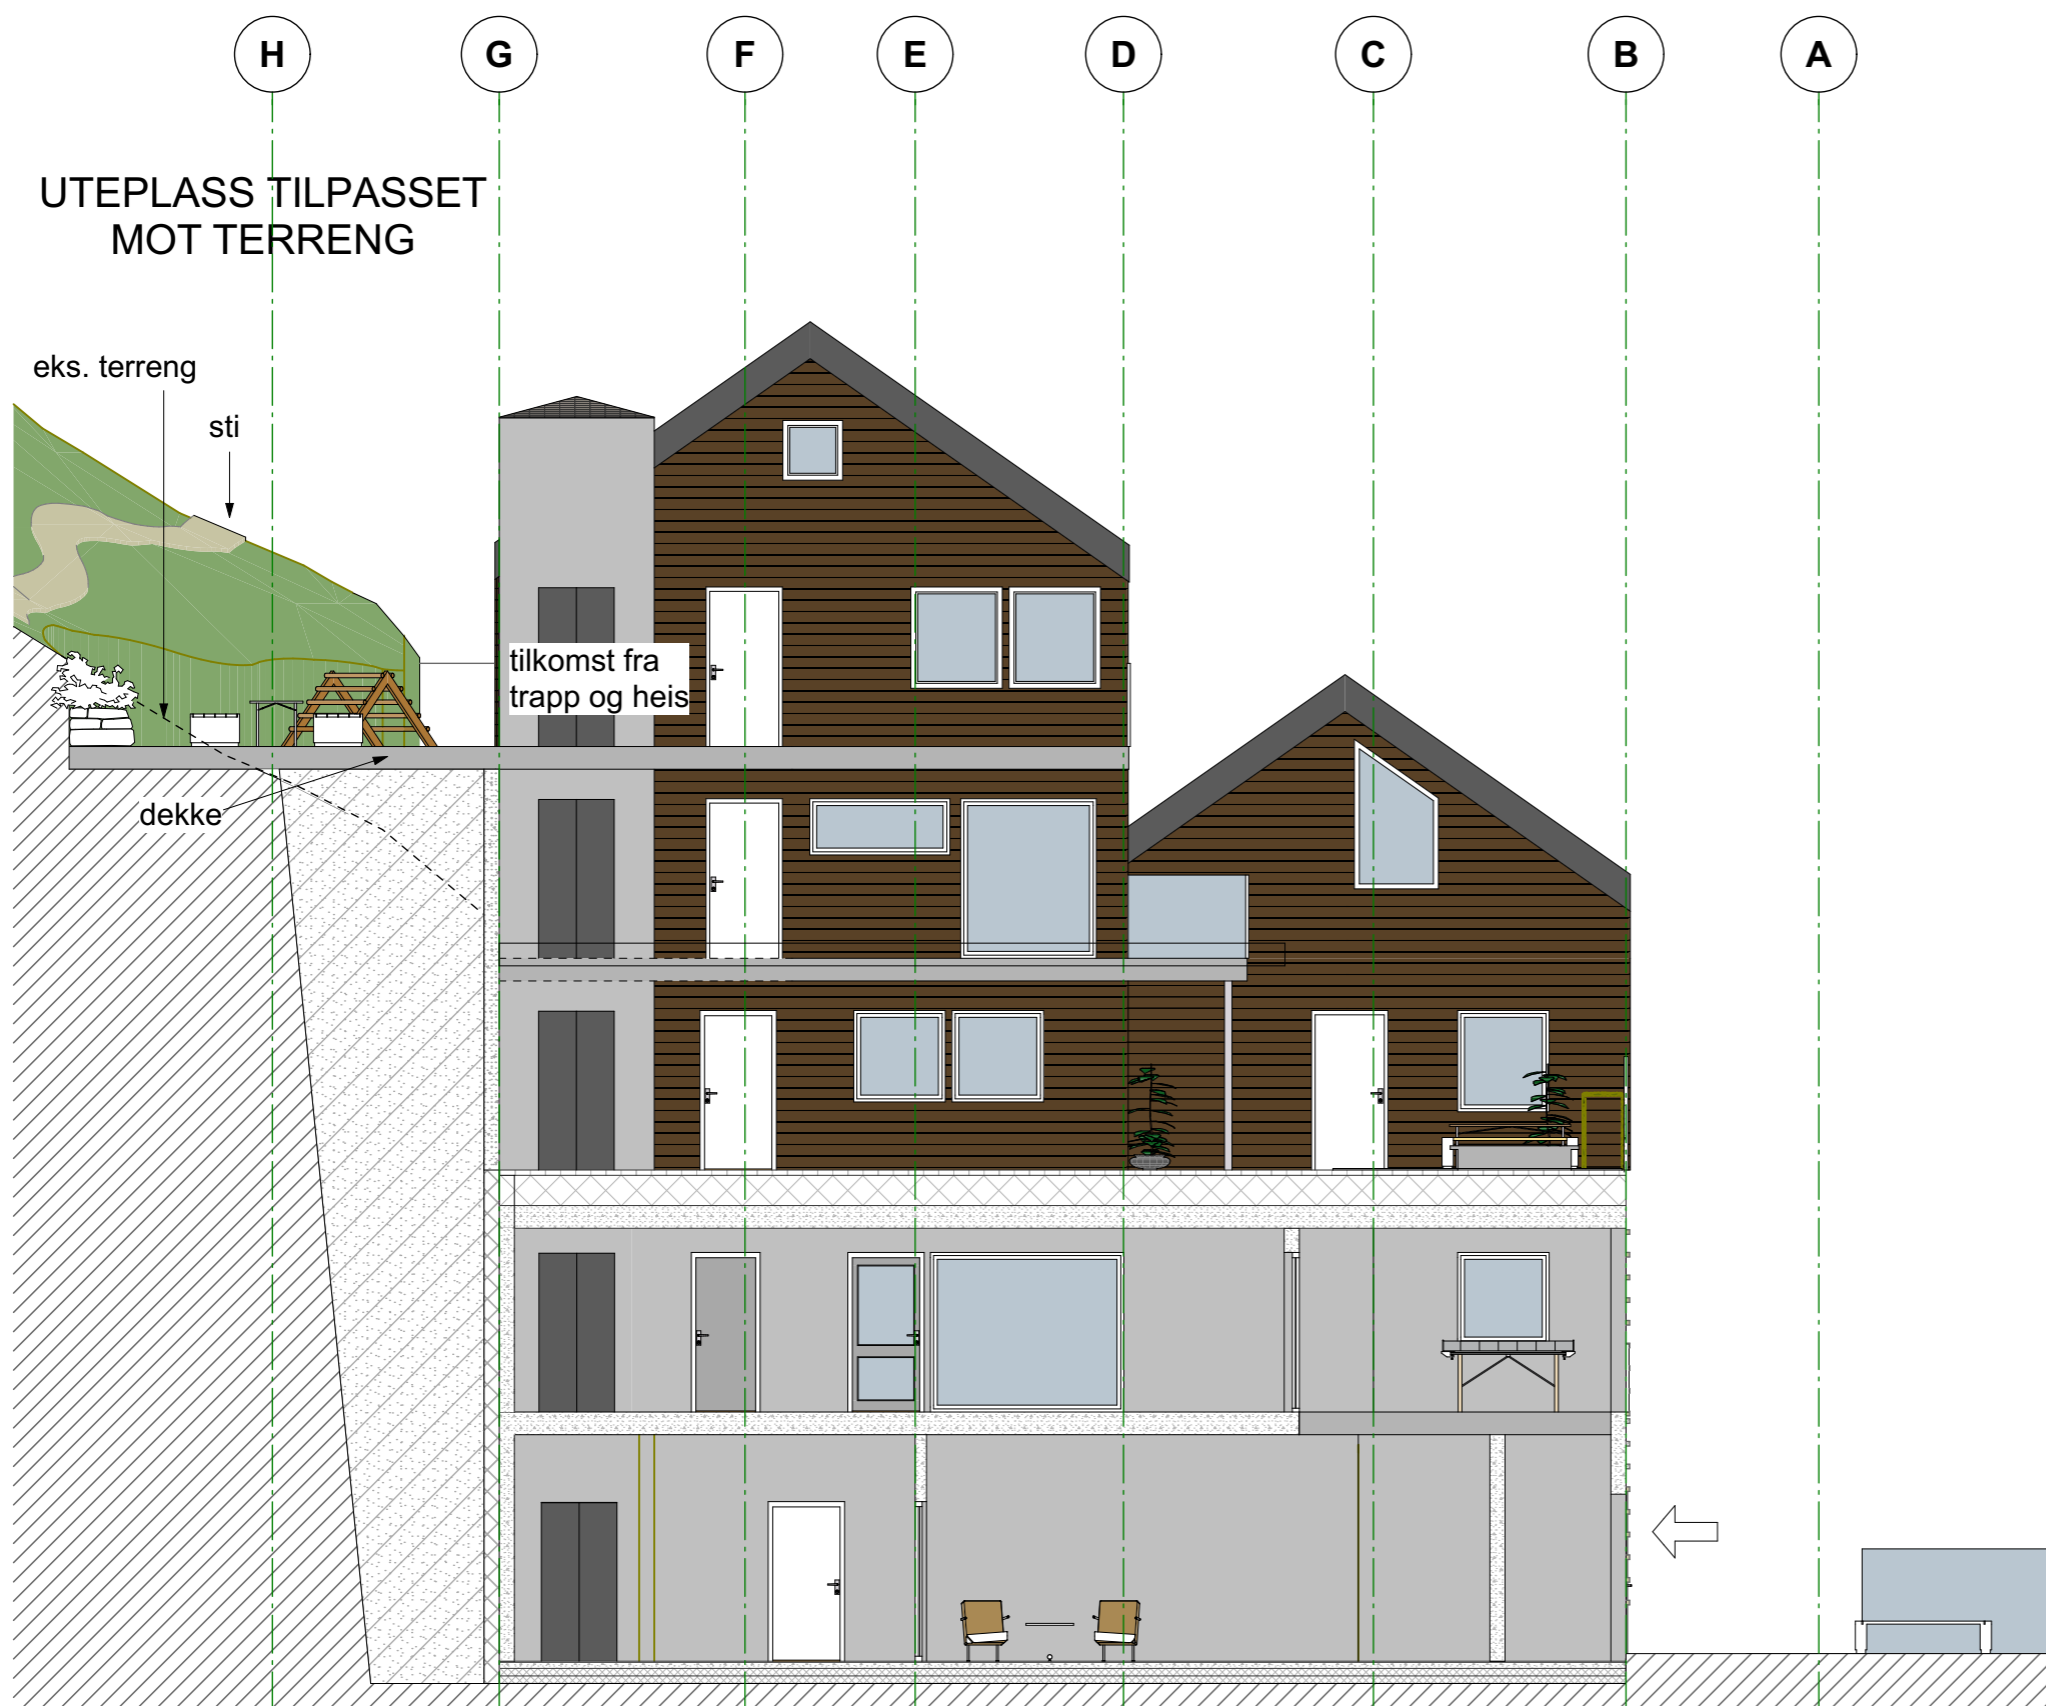 H G F E D C B A
UTEPLASS TILPASSET
MOT TERRENG
eks. terreng
sti
tilkomst fra
trapp og heis
dekke